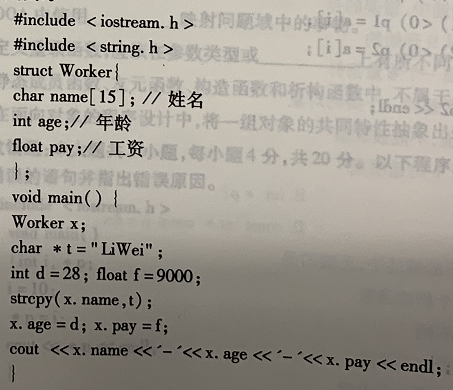 #include <iostream. h>
#include <string. h>
struct Worker{
char name[15]; // 姓名
int age;// 年龄
float pay;// 工资
};
void main() {
Worker x;
char *t="LiWei";
int d=28; float f=9000;
strcpy(x. name,t);
x. age=d; x. pay=f;
cout <<x. name <<'-'<<x. age <<'-'<<x. pay <<endl;
}